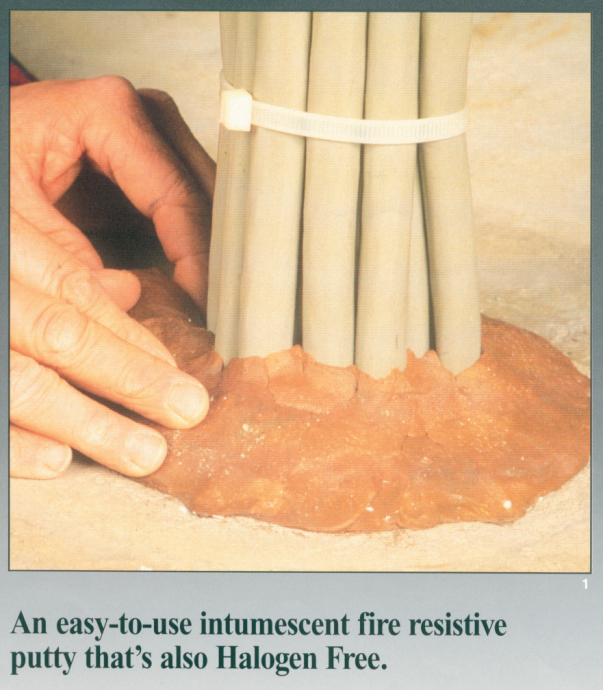 1
An easy-to-use intumescent fire resistive
putty that's also Halogen Free.